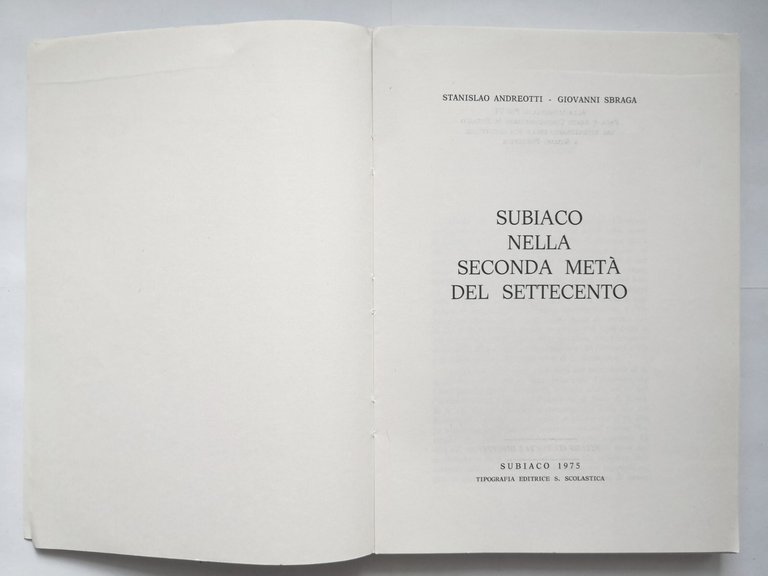 STANISLAO ANDREOTTI - GIOVANNI SBRAGA
SUBIACO
NELLA
SECONDA METÀ
DEL SETTECENTO
SUBIACO 1975
TIPOGRAFIA EDITRICE S. SCOLASTICA